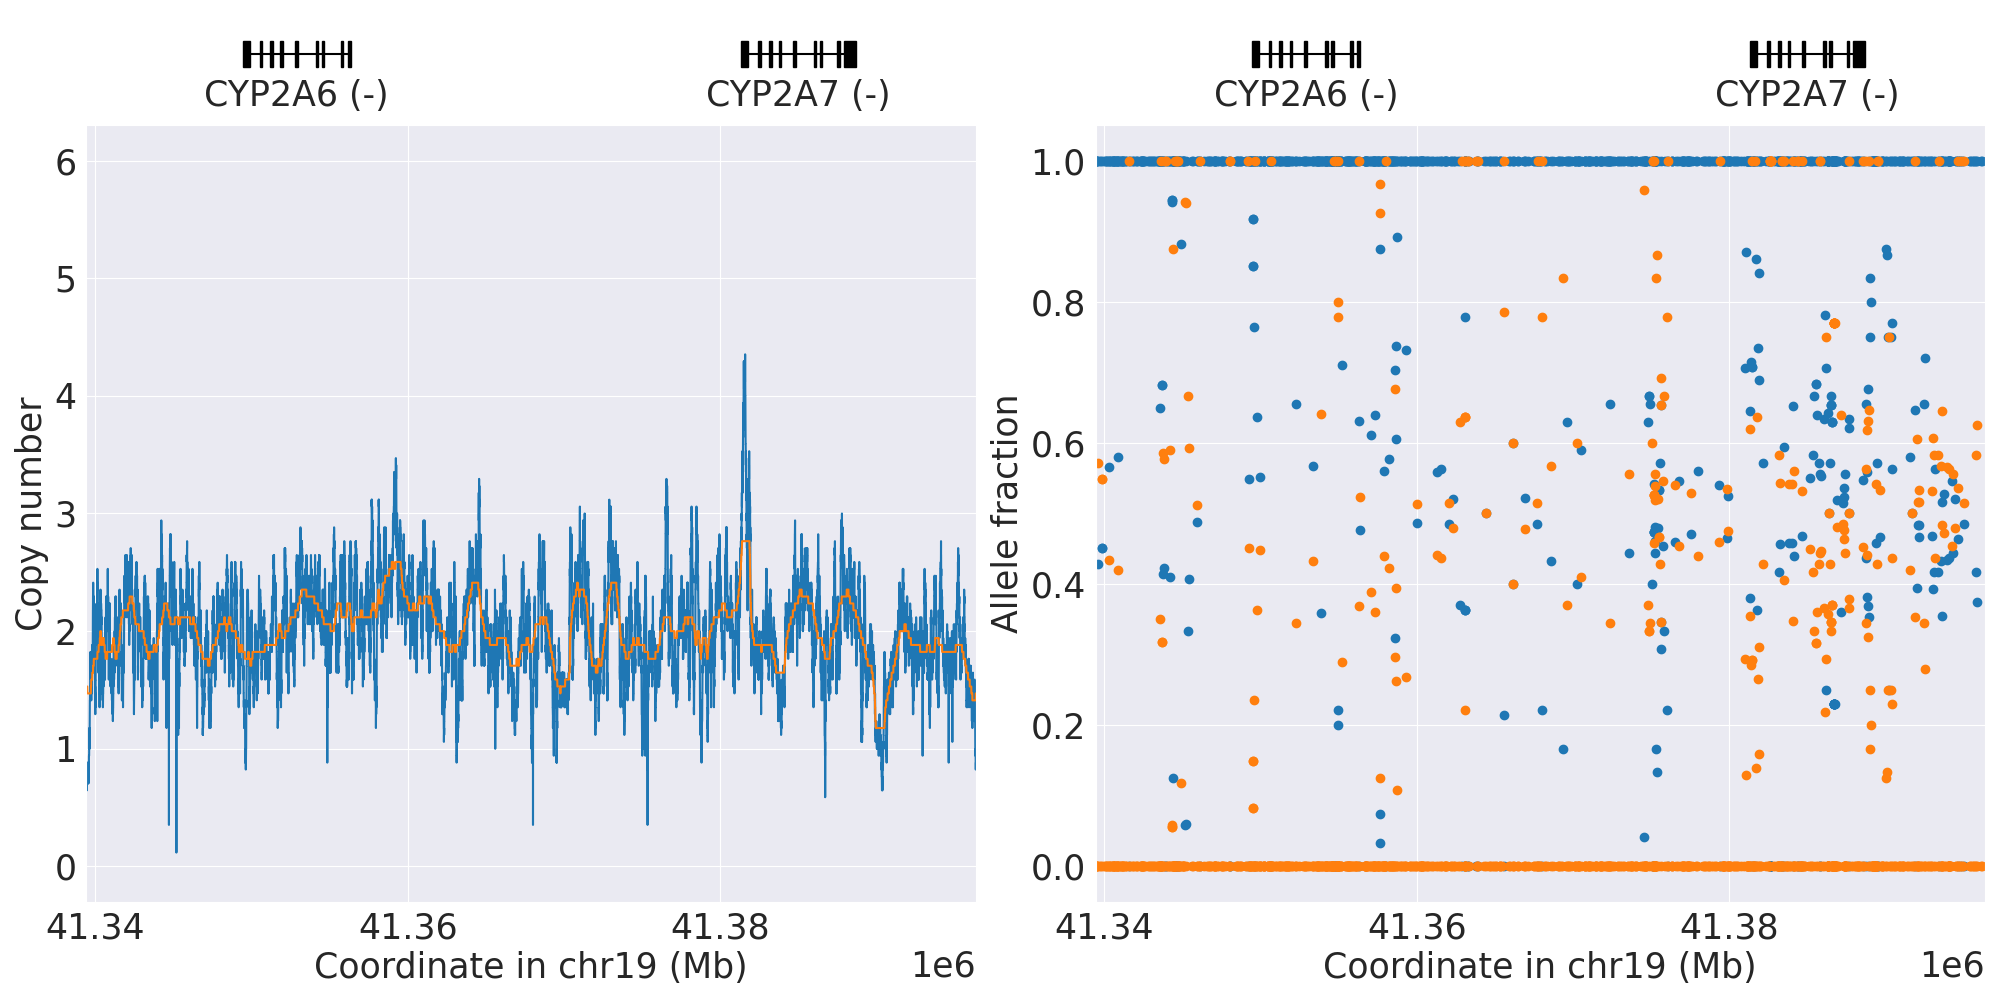 CYP2A6 (-)
CYP2A7 (-)
6
5
4
3
2
1
0
Copy number
41.34
41.36
41.38
Coordinate in chr19 (Mb)
1e6
CYP2A6 (-)
CYP2A7 (-)
1.0
0.8
0.6
0.4
0.2
0.0
Allele fraction
41.34
41.36
41.38
Coordinate in chr19 (Mb)
1e6